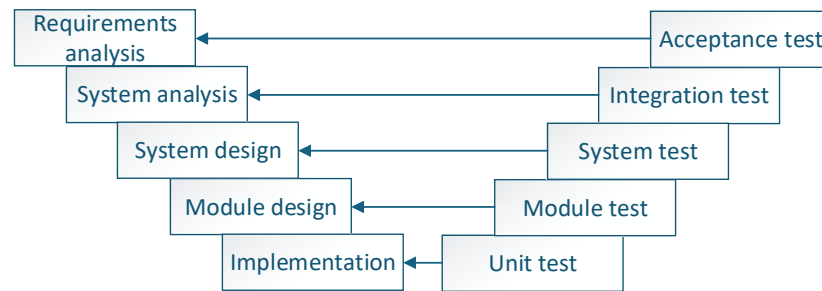 Requirements
analysis
Acceptance test
System analysis
Integration test
System design
System test
Module design
Module test
Implementation
Unit test